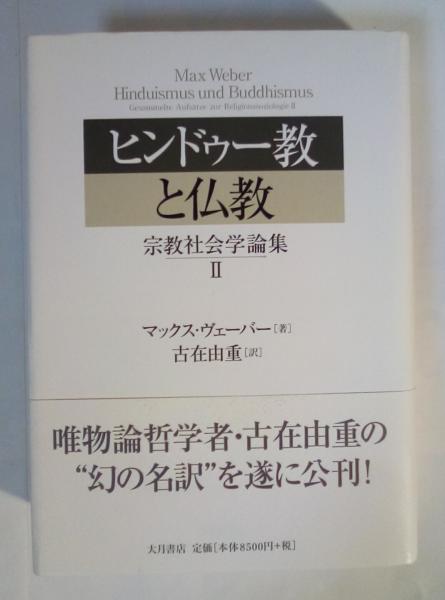 Max Weber
Hinduismus und Buddhismus
Gesammelte Aufsätze zur Religionssoziologie II
ヒンドゥー教
と仏教
宗教社会学論集
II
マックス・ヴェーバー[著]
古在由重[訳]
唯物論哲学者・古在由重の
“幻の名訳”を遂に公刊!
大月書店 定価[本体8500円+税]